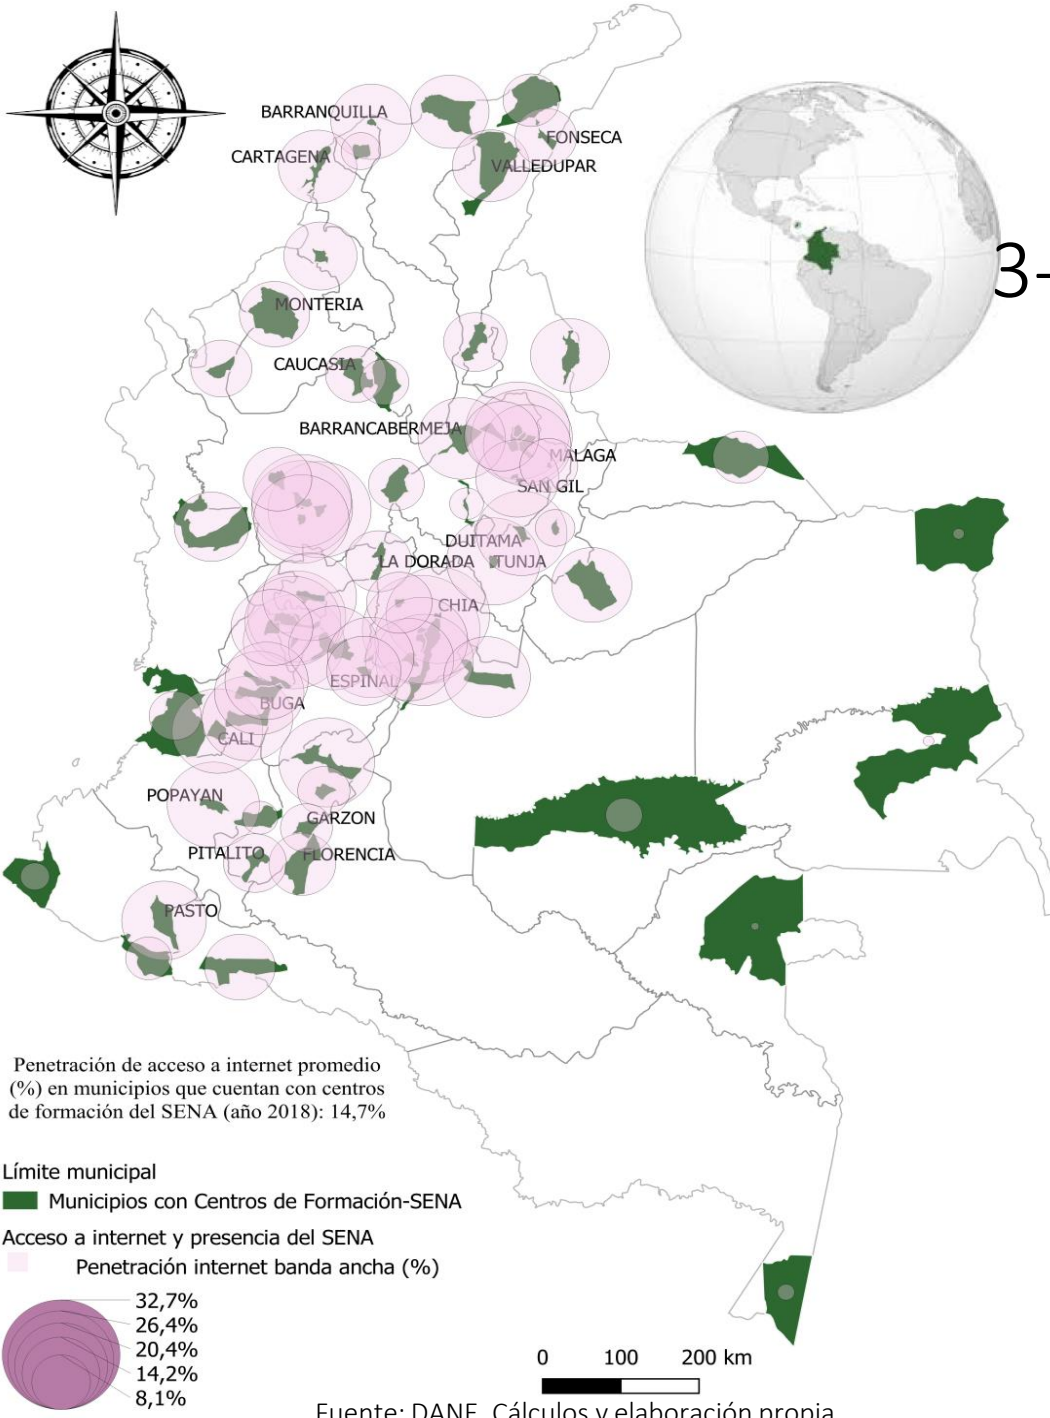 BARRANQUILLA
CARTAGENA
FONSECA
VALLEDUPAR
3-
MONTERIA
CAUCASIA
BARRANCABERMEJA
MALAGA
SAN GIL
DUITAMA
LA DORADA
TUNJA
CHIA
ESPINAL
BUGA
CALI
POPAYAN
GARZON
PITALITO
FLORENCIA
PASTO
Penetración de acceso a internet promedio
(%) en municipios que cuentan con centros
de formación del SENA (año 2018): 14,7%
Límite municipal
Municipios con Centros de Formación-SENA
Acceso a internet y presencia del SENA
Penetración internet banda ancha (%)
32,7%
26,4%
20,4%
14,2%
8,1%
0 100 200 km
Fuente: DANE. Cálculos y elaboración propia